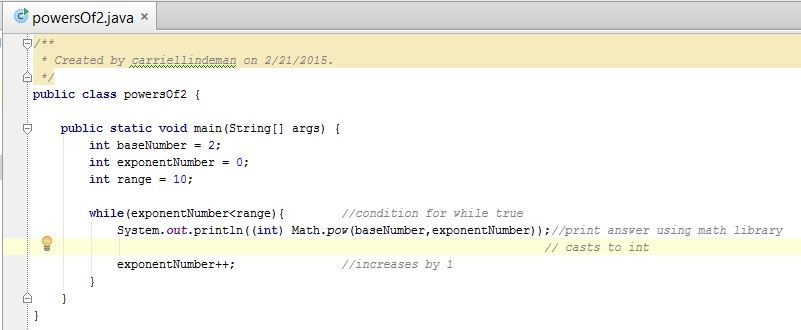 powersOf2.java ×
/**
 * Created by carriellindeman on 2/21/2015.
 */
public class powersOf2 {
    public static void main(String[] args) {
        int baseNumber = 2;
        int exponentNumber = 0;
        int range = 10;
        while(exponentNumber<range){        //condition for while true
            System.out.println((int) Math.pow(baseNumber,exponentNumber));//print answer using math library
                                                                          // casts to int
            exponentNumber++;               //increases by 1
        }
    }
}